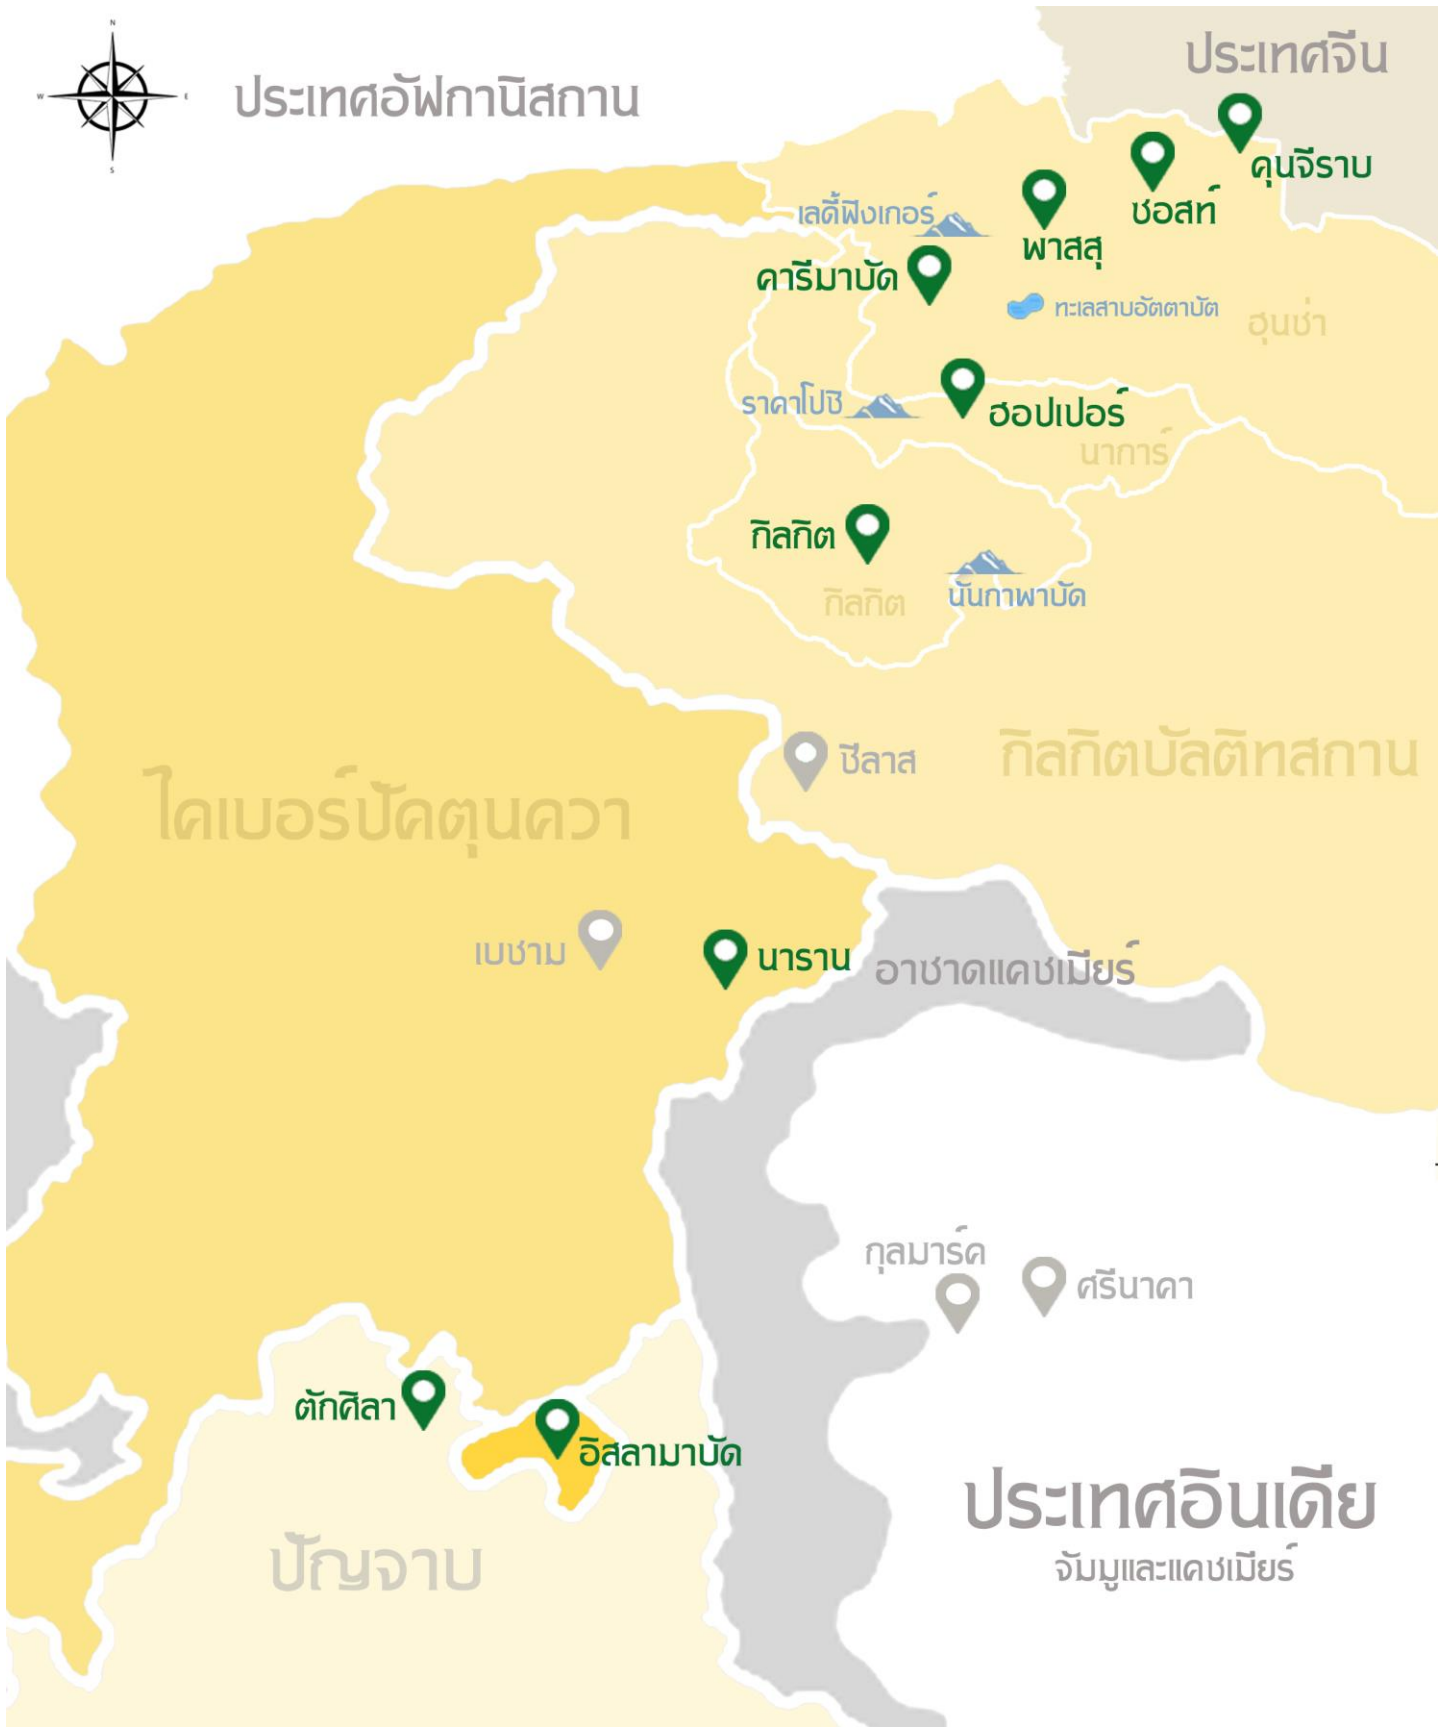 N
W
E
S
ประเทศอัฟกานิสถาน
ประเทศจีน
คุนจีราบ
ซอสท์
พาสสุ
เลดี้ฟิงเกอร์
คารีมาบัด
ทะเลสาบอัตตาบัต
ฮุนซ่า
ราคาโปชิ
ฮอปเปอร์
นาการ์
กิลกิต
กิลกิต
นันกาพาบัด
ชีลาส
กิลกิตบัลติทสถาน
ไคเบอร์ปัคตุนควา
เบชาม
นาราน
อาซาดแคชเมียร์
กุลมาร์ค
ศรีนาคา
ตักศิลา
อิสลามาบัด
ปัญจาบ
ประเทศอินเดีย
จัมมูและแคชเมียร์